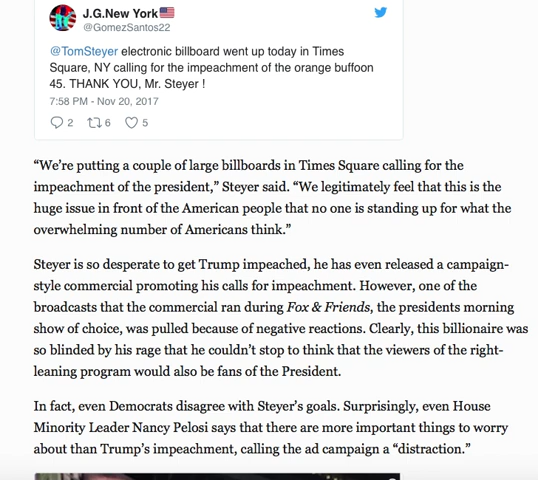 J.G.New York🇺🇸
@GomezSantos22
@TomSteyer electronic billboard went up today in Times
Square, NY calling for the impeachment of the orange buffoon
45. THANK YOU, Mr. Steyer !
7:58 PM - Nov 20, 2017
2 6 5
“We’re putting a couple of large billboards in Times Square calling for the
impeachment of the president,” Steyer said. “We legitimately feel that this is the
huge issue in front of the American people that no one is standing up for what the
overwhelming number of Americans think.”
Steyer is so desperate to get Trump impeached, he has even released a campaign-
style commercial promoting his calls for impeachment. However, one of the
broadcasts that the commercial ran during Fox & Friends, the presidents morning
show of choice, was pulled because of negative reactions. Clearly, this billionaire was
so blinded by his rage that he couldn’t stop to think that the viewers of the right-
leaning program would also be fans of the President.
In fact, even Democrats disagree with Steyer’s goals. Surprisingly, even House
Minority Leader Nancy Pelosi says that there are more important things to worry
about than Trump’s impeachment, calling the ad campaign a “distraction.”